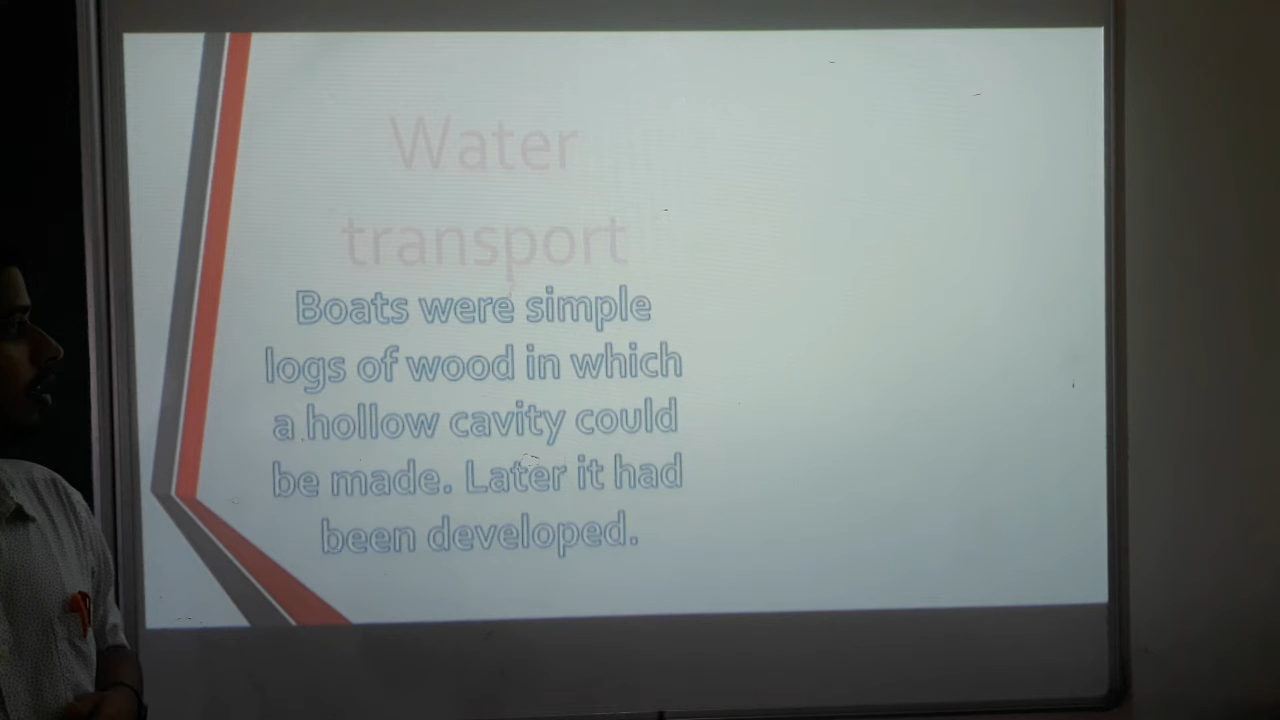 Water
transport
Boats were simple
logs of wood in which
a hollow cavity could
be made. Later it had
been developed.